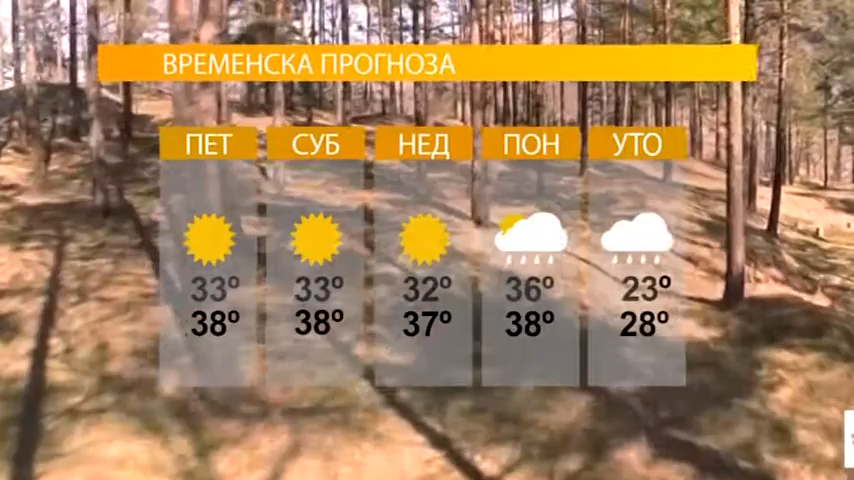 ВРЕМЕНСКА ПРОГНОЗА
ПЕТ СУБ НЕД ПОН УТО
33º 33º 32º 36º 23º
38º 38º 37º 38º 28º